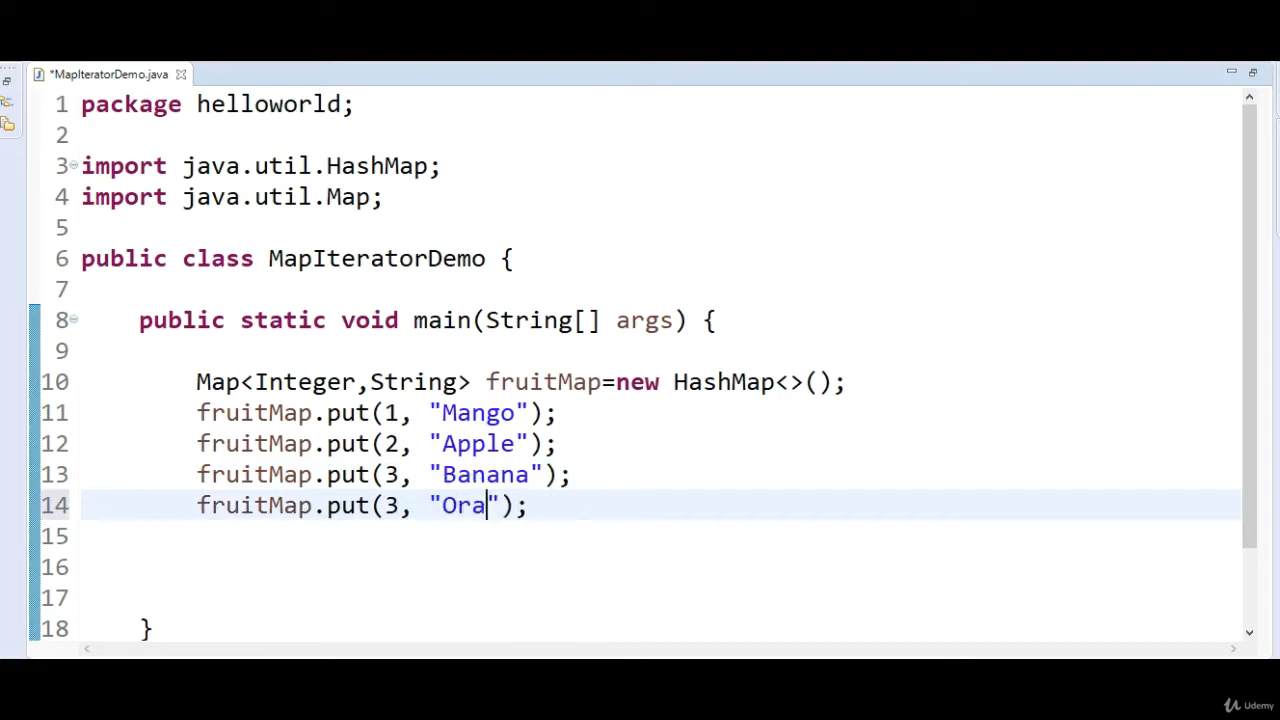 *MapIteratorDemo.java
1 package helloworld;
2
3 import java.util.HashMap;
4 import java.util.Map;
5
6 public class MapIteratorDemo {
7
8 public static void main(String[] args) {
9
10 Map<Integer,String> fruitMap=new HashMap<>();
11 fruitMap.put(1, "Mango");
12 fruitMap.put(2, "Apple");
13 fruitMap.put(3, "Banana");
14 fruitMap.put(3, "Ora");
15
16
17
18 }
Udemy